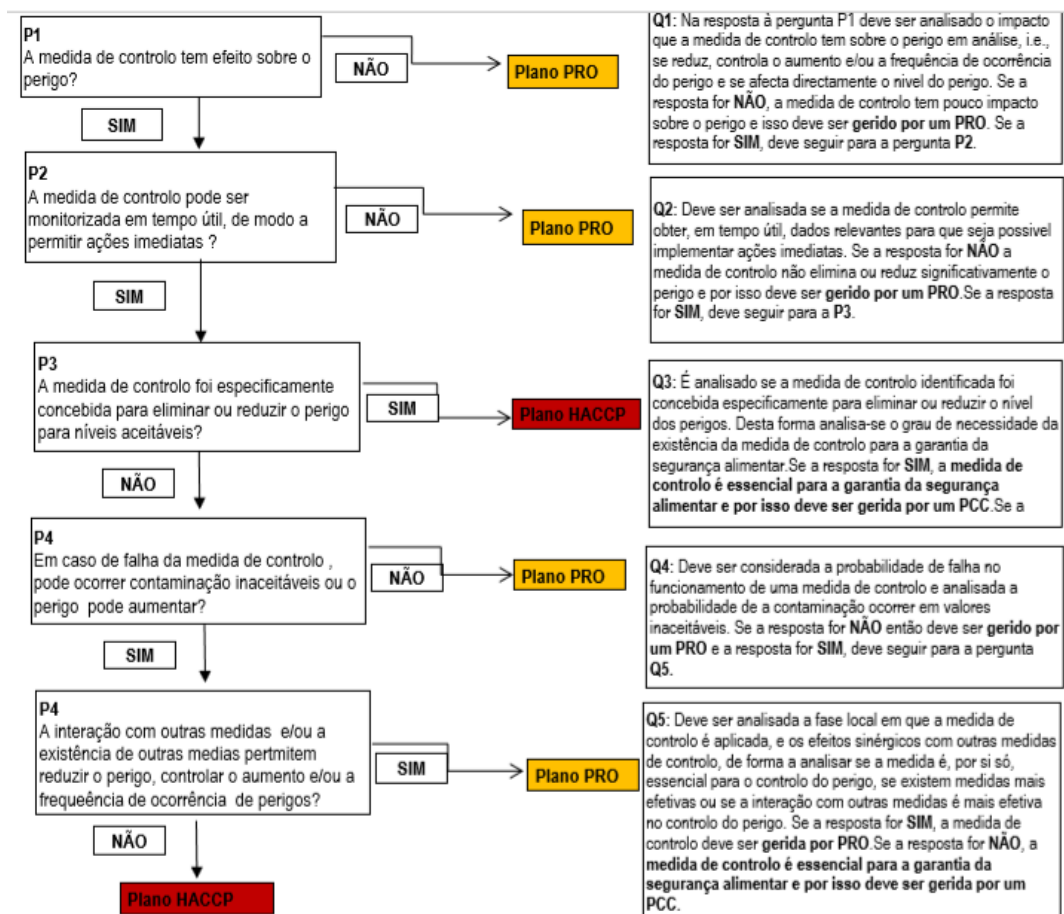 P1
A medida de controlo tem efeito sobre o
perigo?
NÃO
Plano PRO
SIM
Q1: Na resposta à pergunta P1 deve ser analisado o impacto
que a medida de controlo tem sobre o perigo em análise, i.e.,
se reduz, controla o aumento e/ou a frequência de ocorrência
do perigo e se afecta directamente o nivel do perigo. Se a
resposta for NÃO, a medida de controlo tem pouco impacto
sobre o perigo e isso deve ser gerido por um PRO. Se a
resposta for SIM, deve seguir para a pergunta P2.
P2
A medida de controlo pode ser
monitorizada em tempo útil, de modo a
permitir ações imediatas ?
NÃO
Plano PRO
SIM
Q2: Deve ser analisada se a medida de controlo permite
obter, em tempo útil, dados relevantes para que seja possivel
implementar ações imediatas. Se a resposta for NÃO a
medida de controlo não elimina ou reduz significativamente o
perigo e por isso deve ser gerido por um PRO.Se a resposta
for SIM, deve seguir para a P3.
P3
A medida de controlo foi especificamente
concebida para eliminar ou reduzir o perigo
para níveis aceitáveis?
SIM
Plano HACCP
NÃO
Q3: É analisado se a medida de controlo identificada foi
concebida especificamente para eliminar ou reduzir o nível
dos perigos. Desta forma analisa-se o grau de necessidade da
existência da medida de controlo para a garantia da
segurança alimentar.Se a resposta for SIM, a medida de
controlo é essencial para a garantia da segurança
alimentar e por isso deve ser gerida por um PCC.Se a
P4
Em caso de falha da medida de controlo ,
pode ocorrer contaminação inaceitáveis ou o
perigo pode aumentar?
NÃO
Plano PRO
SIM
Q4: Deve ser considerada a probabilidade de falha no
funcionamento de uma medida de controlo e analisada a
probabilidade de a contaminação ocorrer em valores
inaceitáveis. Se a resposta for NÃO então deve ser gerido por
um PRO e a resposta for SIM, deve seguir para a pergunta
Q5.
P4
A interação com outras medidas e/ou a
existência de outras medias pertmitem
reduzir o perigo, controlar o aumento e/ou a
frequeência de ocorrência de perigos?
SIM
Plano PRO
NÃO
Plano HACCP
Q5: Deve ser analisada a fase local em que a medida de
controlo é aplicada, e os efeitos sinérgicos com outras medidas
de controlo, de forma a analisar se a medida é, por si só,
essencial para o controlo do perigo, se existem medidas mais
efetivas ou se a interação com outras medidas é mais efetiva
no controlo do perigo. Se a resposta for SIM, a medida de
controlo deve ser gerida por PRO.Se a resposta for NÃO, a
medida de controlo é essencial para a garantia da
segurança alimentar e por isso deve ser gerida por um
PCC.